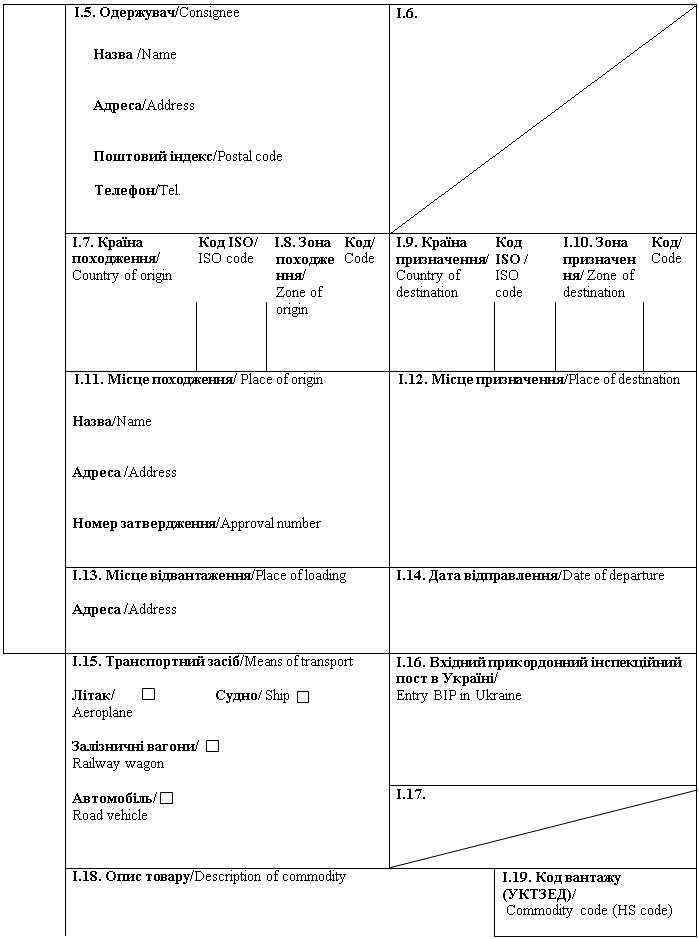 I.5. Одержувач/Consignee
Назва /Name
Адреса/Address
Поштовий індекс/Postal code
Телефон/Tel.
I.6.
I.7. Країна
походження/
Country of origin
Код ISO/
ISO code
I.8. Зона
походже
ння/
Zone of
origin
Код/
Code
I.9. Країна
призначення/
Country of
destination
Код
ISO /
ISO
code
I.10. Зона
призначен
ня/ Zone of
destination
Код/
Code
I.11. Місце походження/ Place of origin
Назва/Name
Адреса /Address
Номер затвердження/Approval number
I.12. Місце призначення/Place of destination
I.13. Місце відвантаження/Place of loading
Адреса /Address
I.14. Дата відправлення/Date of departure
I.15. Транспортний засіб/Means of transport
Літак/ Судно/ Ship
Aeroplane
Залізничні вагони/
Railway wagon
Автомобіль/
Road vehicle
I.16. Вхідний прикордонний інспекційний
пост в Україні/
Entry BIP in Ukraine
I.17.
I.18. Опис товару/Description of commodity
I.19. Код вантажу
(УКТЗЕД)/
Commodity code (HS code)